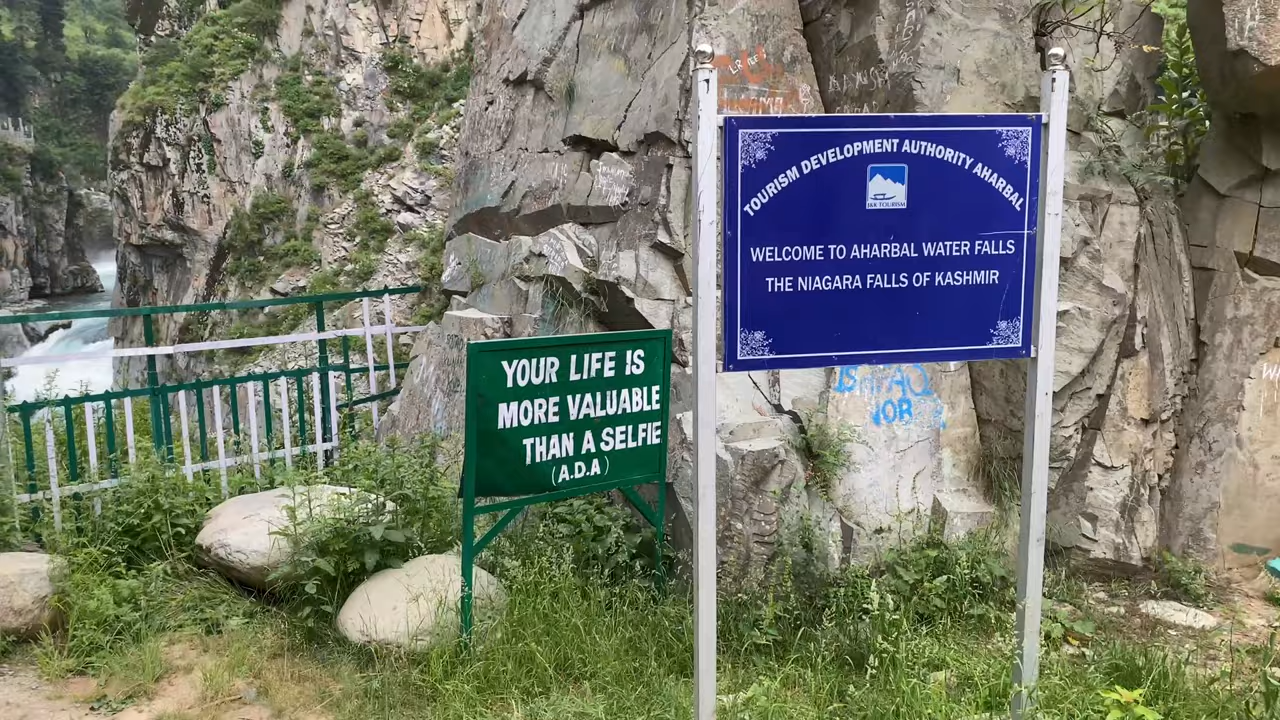 TOURISM DEVELOPMENT AUTHORITY AHARBAL
J&K TOURISM
WELCOME TO AHARBAL WATER FALLS
THE NIAGARA FALLS OF KASHMIR
YOUR LIFE IS
MORE VALUABLE
THAN A SELFIE
(A.D.A)